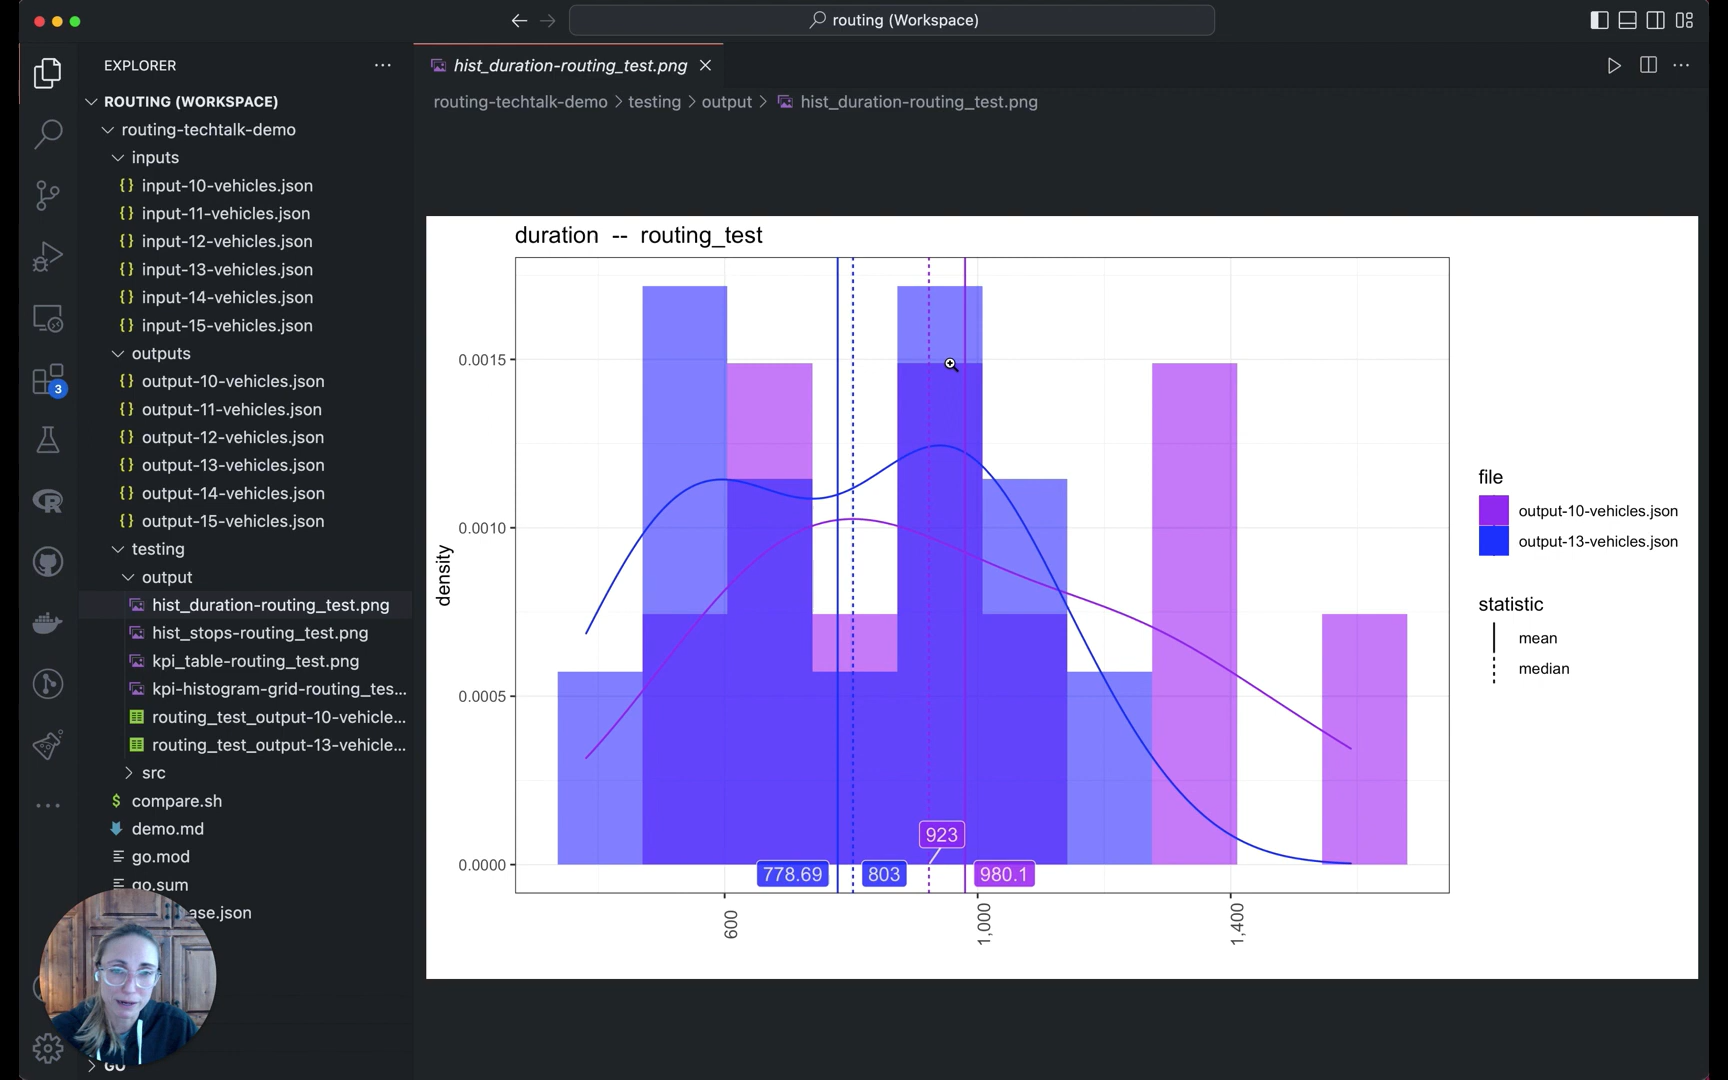 routing (Workspace)
EXPLORER
hist_duration-routing_test.png
ROUTING (WORKSPACE)
routing-techtalk-demo > testing > output > hist_duration-routing_test.png
routing-techtalk-demo
inputs
input-10-vehicles.json
input-11-vehicles.json
input-12-vehicles.json
input-13-vehicles.json
input-14-vehicles.json
input-15-vehicles.json
outputs
output-10-vehicles.json
output-11-vehicles.json
output-12-vehicles.json
output-13-vehicles.json
output-14-vehicles.json
output-15-vehicles.json
testing
output
hist_duration-routing_test.png
hist_stops-routing_test.png
kpi_table-routing_test.png
kpi-histogram-grid-routing_tes...
routing_test_output-10-vehicle...
routing_test_output-13-vehicle...
src
compare.sh
demo.md
go.mod
go.sum
ase.json
GO
3
duration -- routing_test
density
0.0015
0.0010
0.0005
0.0000
923
778.69
803
980.1
600
1,000
1,400
file
output-10-vehicles.json
output-13-vehicles.json
statistic
mean
median